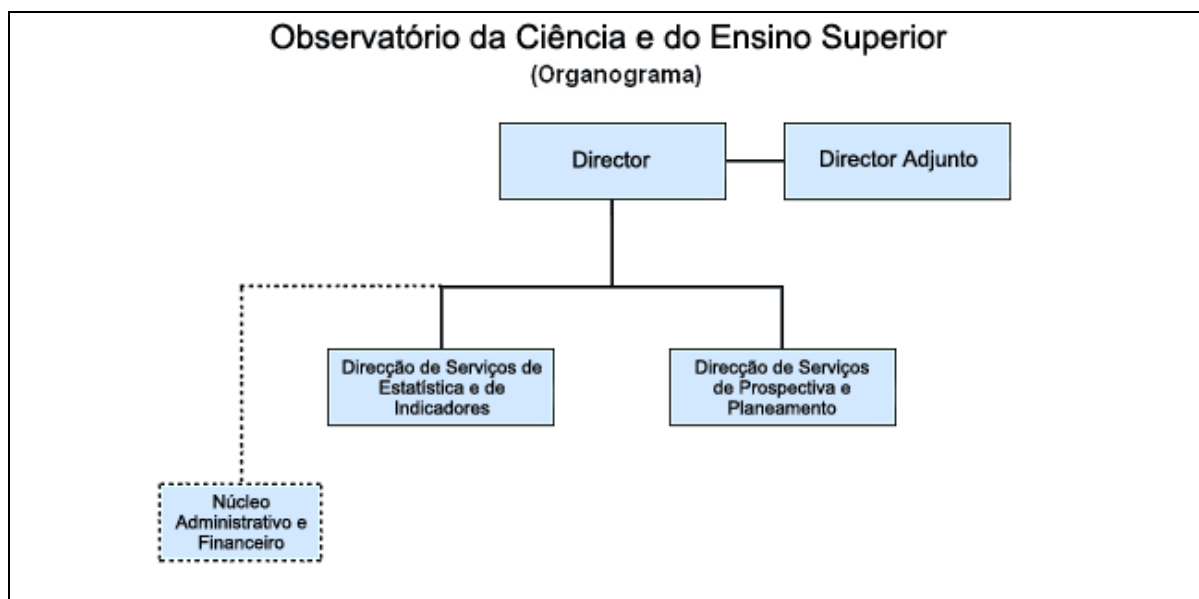 Observatório da Ciência e do Ensino Superior
(Organograma)
Director
Director Adjunto
Direcção de Serviços de
Estatística e de
Indicadores
Direcção de Serviços
de Prospectiva e
Planeamento
Núcleo
Administrativo e
Financeiro